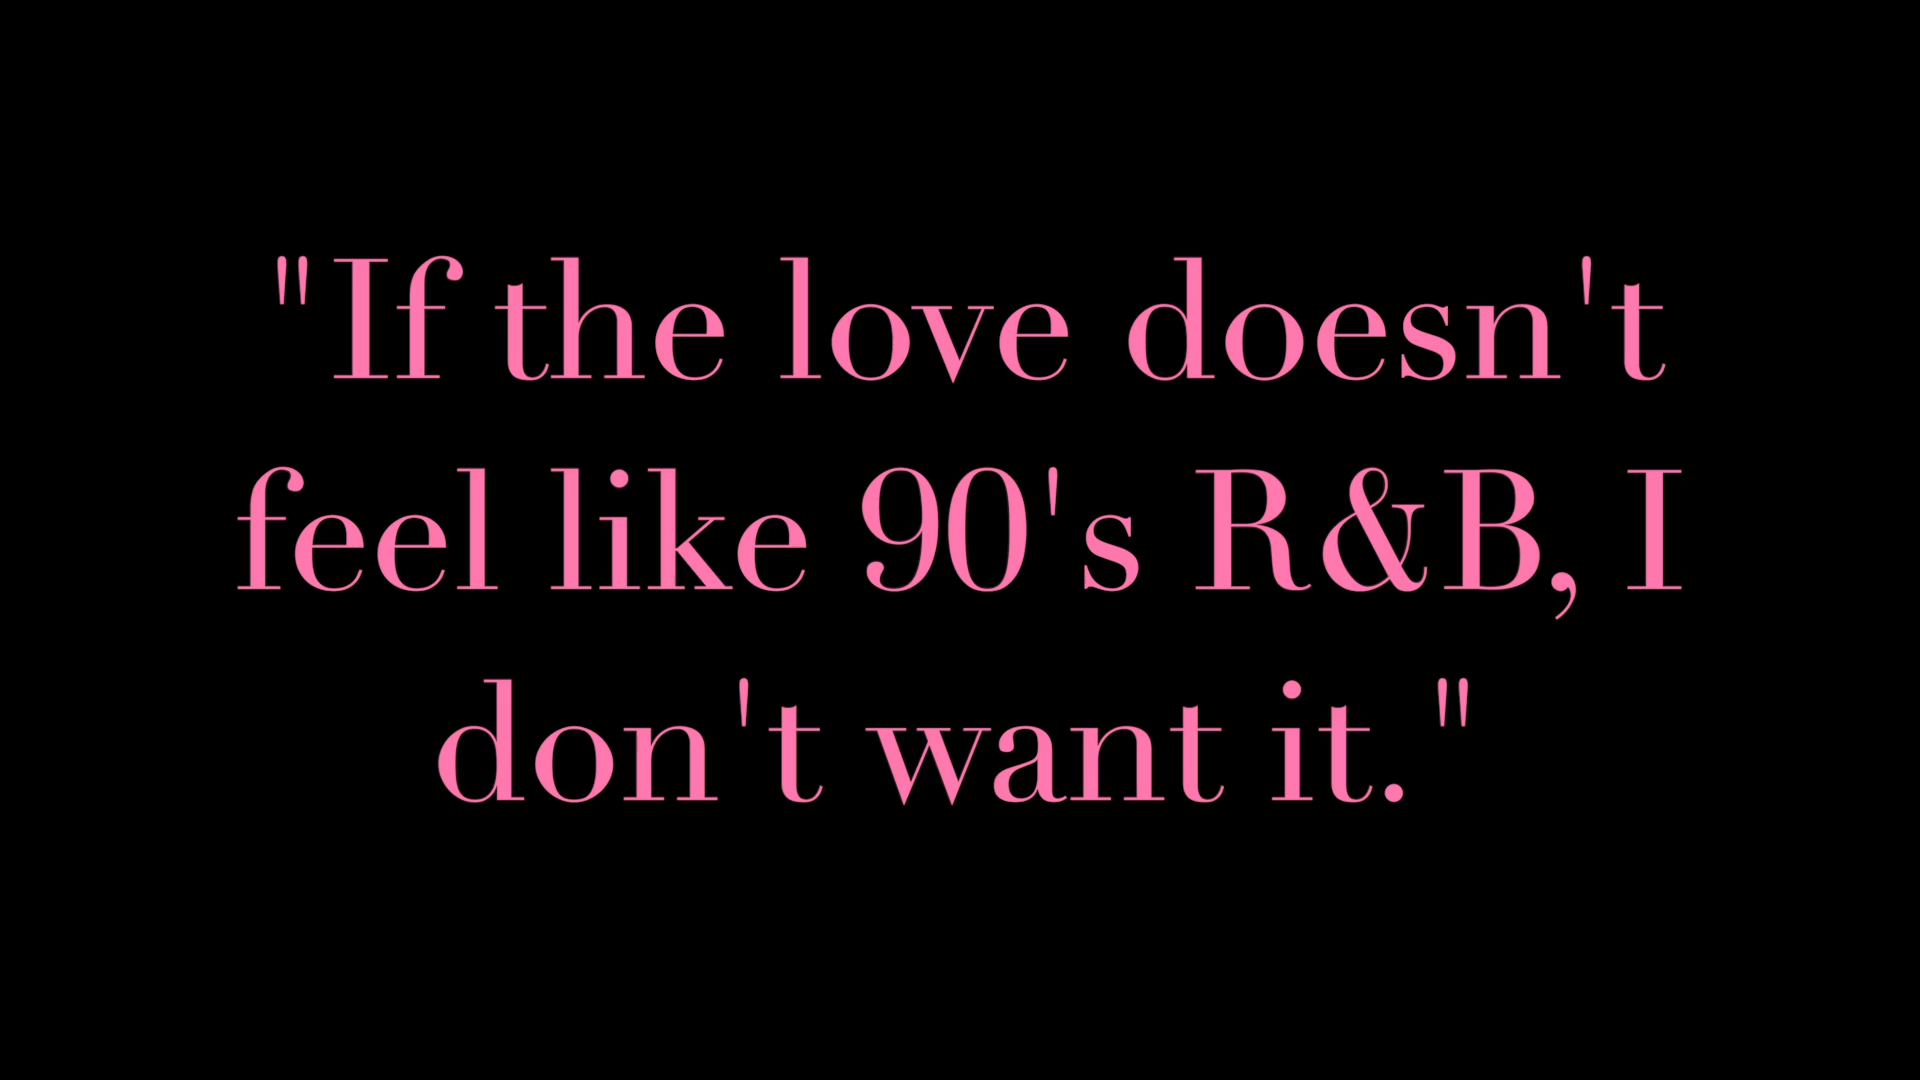 "If the love doesn't
feel like 90's R&B, I
don't want it."